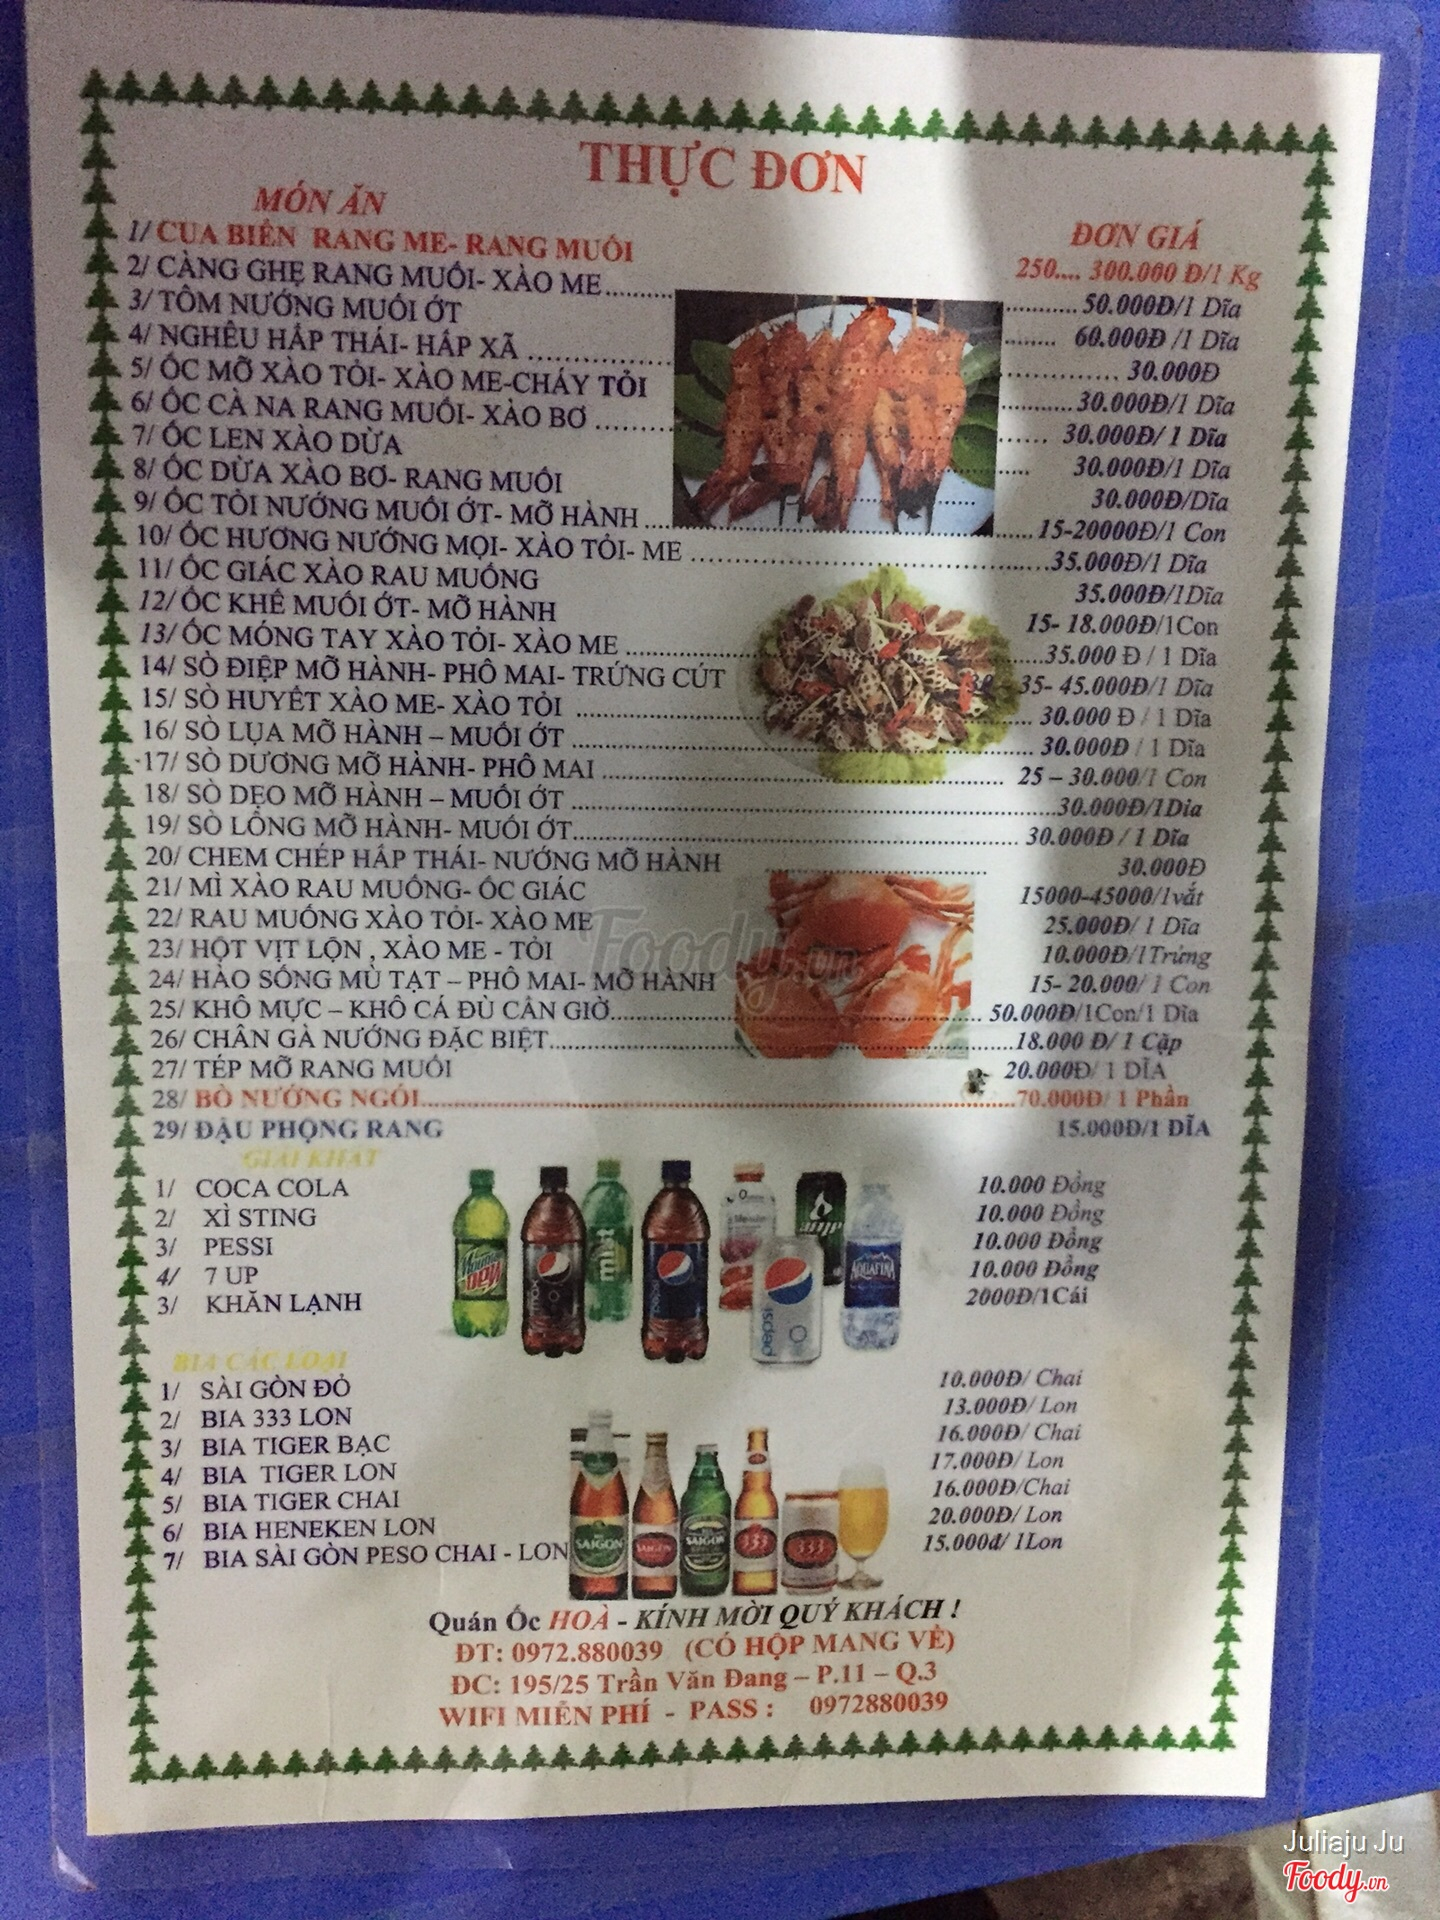 THỰC ĐƠN
MÓN ĂN
ĐƠN GIÁ
1/ CUA BIỂN RANG ME- RANG MUỐI 250.... 300.000 Đ/1 Kg
2/ CÀNG GHẸ RANG MUỐI- XÀO ME.......... 50.000Đ/1 Dĩa
3/ TÔM NƯỚNG MUỐI ỚT ........ 60.000Đ /1 Dĩa
4/ NGHÊU HẤP THÁI- HẤP XÃ .................. 30.000Đ
5/ ỐC MỠ XÀO TỎI- XÀO ME-CHÁY TỎI ...........30.000Đ/1 Dĩa
6/ ỐC CÀ NA RANG MUỐI- XÀO BƠ .......... 30.000Đ/ 1 Dĩa
7/ ỐC LEN XÀO DỪA ...... 30.000Đ/1 Dĩa
8/ ỐC DỪA XÀO BƠ- RANG MUỐI 30.000Đ/Dĩa
9/ ỐC TỎI NƯỚNG MUỐI ỚT- MỠ HÀNH .......... 15-20000Đ/1 Con
10/ ỐC HƯƠNG NƯỚNG MỌI- XÀO TỎI- ME .......... 35.000Đ/1 Dĩa
11/ ỐC GIÁC XÀO RAU MUỐNG 35.000Đ/1Dĩa
12/ ỐC KHẾ MUỐI ỚT- MỠ HÀNH 15- 18.000Đ/1Con
13/ ỐC MÓNG TAY XÀO TỎI- XÀO ME .......... 35.000 Đ / 1 Dĩa
14/ SÒ ĐIỆP MỠ HÀNH- PHÔ MAI- TRỨNG CÚT 35- 45.000Đ/1 Dĩa
15/ SÒ HUYẾT XÀO ME- XÀO TỎI .......... 30.000 Đ / 1 Dĩa
16/ SÒ LỤA MỠ HÀNH – MUỐI ỚT .......... 30.000Đ / 1 Dĩa
17/ SÒ DƯƠNG MỠ HÀNH- PHÔ MAI .......... 25 – 30.000/1 Con
18/ SÒ DẸO MỠ HÀNH – MUỐI ỚT ..........30.000Đ/1Dĩa
19/ SÒ LÔNG MỠ HÀNH- MUỐI ỚT.......... 30.000Đ / 1 Dĩa
20/ CHEM CHÉP HẤP THÁI- NƯỚNG MỠ HÀNH .......... 30.000Đ
21/ MÌ XÀO RAU MUỐNG- ỐC GIÁC 15000-45000/1vắt
22/ RAU MUỐNG XÀO TỎI- XÀO ME 25.000Đ/ 1 Dĩa
23/ HỘT VỊT LỘN , XÀO ME - TỎI 10.000Đ/1Trứng
24/ HÀO SỐNG MÙ TẠT – PHÔ MAI- MỠ HÀNH 15- 20.000/ 1 Con
25/ KHÔ MỰC – KHÔ CÁ ĐÙ CẦN GIỜ.......... 50.000Đ/1Con/1 Dĩa
26/ CHÂN GÀ NƯỚNG ĐẶC BIỆT..........18.000 Đ/ 1 Cặp
27/ TÉP MỠ RANG MUỐI 20.000Đ/ 1 DĨA
28/ BÒ NƯỚNG NGÓI..........70.000Đ/ 1 Phần
29/ ĐẬU PHỘNG RANG 15.000Đ/1 DĨA
GIẢI KHÁT
1/ COCA COLA 10.000 Đồng
2/ XÌ STING 10.000 Đồng
3/ PESSI 10.000 Đồng
4/ 7 UP 10.000 Đồng
3/ KHĂN LẠNH 2000Đ/1Cái
Mountain Dew
max
mist
pepsi
pepsi
amp
AQUAFINA
BIA CÁC LOẠI
1/ SÀI GÒN ĐỎ 10.000Đ/ Chai
2/ BIA 333 LON 13.000Đ/ Lon
3/ BIA TIGER BẠC 16.000Đ/ Chai
4/ BIA TIGER LON 17.000Đ/ Lon
5/ BIA TIGER CHAI 16.000Đ/Chai
6/ BIA HENEKEN LON 20.000Đ/ Lon
7/ BIA SÀI GÒN PESO CHAI - LON 15.000đ/ 1Lon
SAIGON
SAIGON
SAIGON
333
333
Quán Ốc HOÀ - KÍNH MỜI QUÝ KHÁCH !
ĐT: 0972.880039 (CÓ HỘP MANG VỀ)
ĐC: 195/25 Trần Văn Đang – P.11 – Q.3
WIFI MIỄN PHÍ - PASS : 0972880039
Foody.vn
Juliaju Ju
Foody.vn